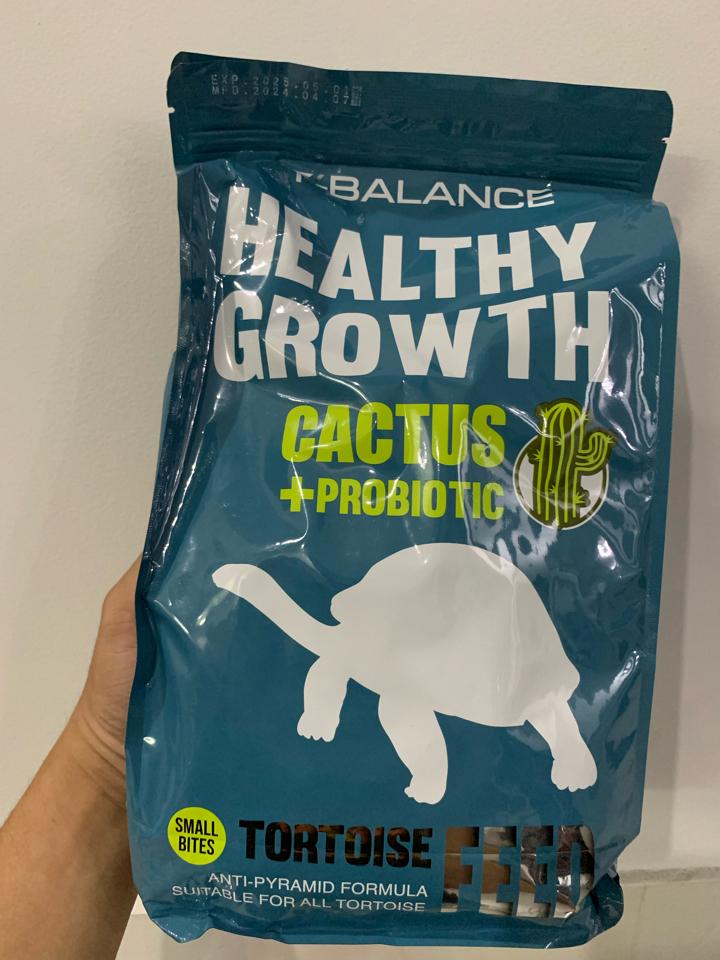 EXP.2025.05.01
MFD.2024.04.07
BALANCE
HEALTHY
GROWTH
CACTUS
+PROBIOTIC
SMALL
BITES
TORTOISE FEED
ANTI-PYRAMID FORMULA
SUITABLE FOR ALL TORTOISE